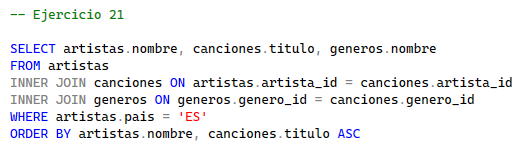 -- Ejercicio 21
SELECT artistas.nombre, canciones.titulo, generos.nombre
FROM artistas
INNER JOIN canciones ON artistas.artista_id = canciones.artista_id
INNER JOIN generos ON generos.genero_id = canciones.genero_id
WHERE artistas.pais = 'ES'
ORDER BY artistas.nombre, canciones.titulo ASC